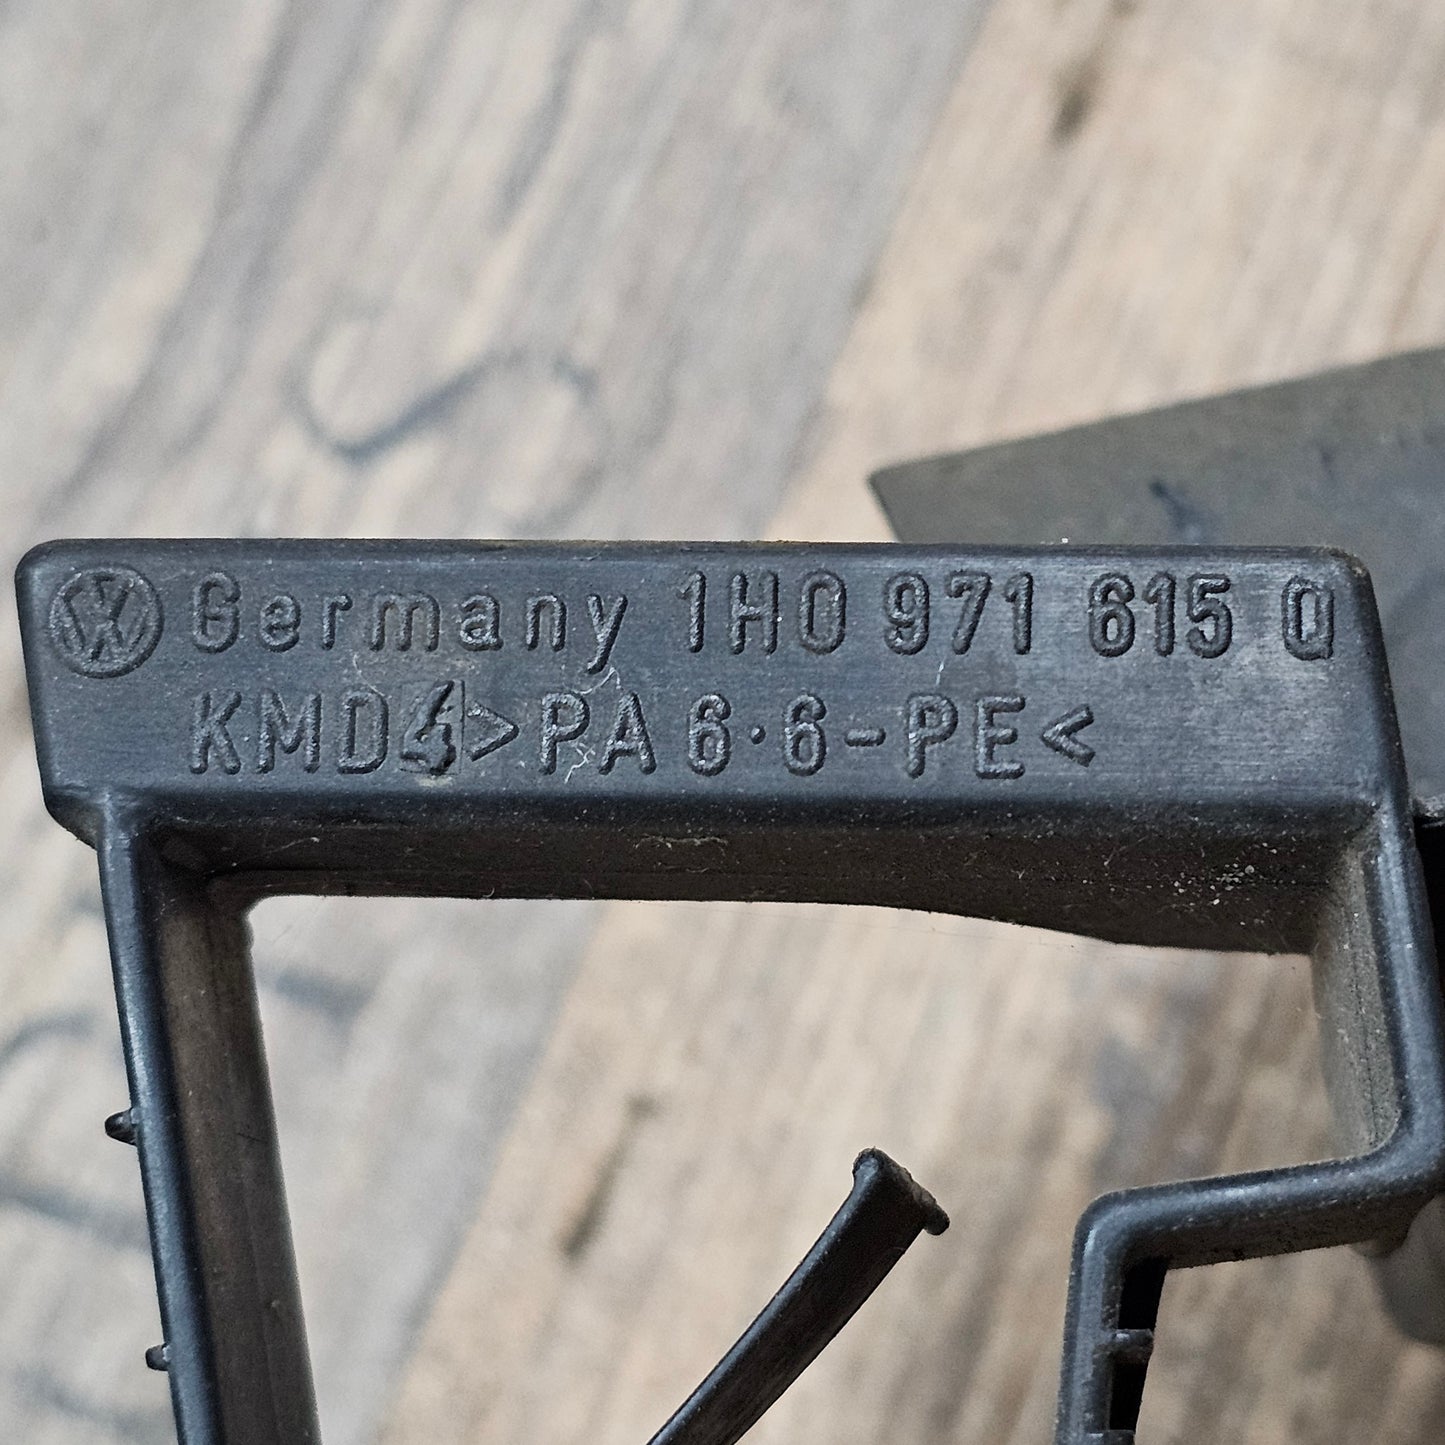 Germany 1H0 971 615 Q
KMD4>PA 6·6-PE<